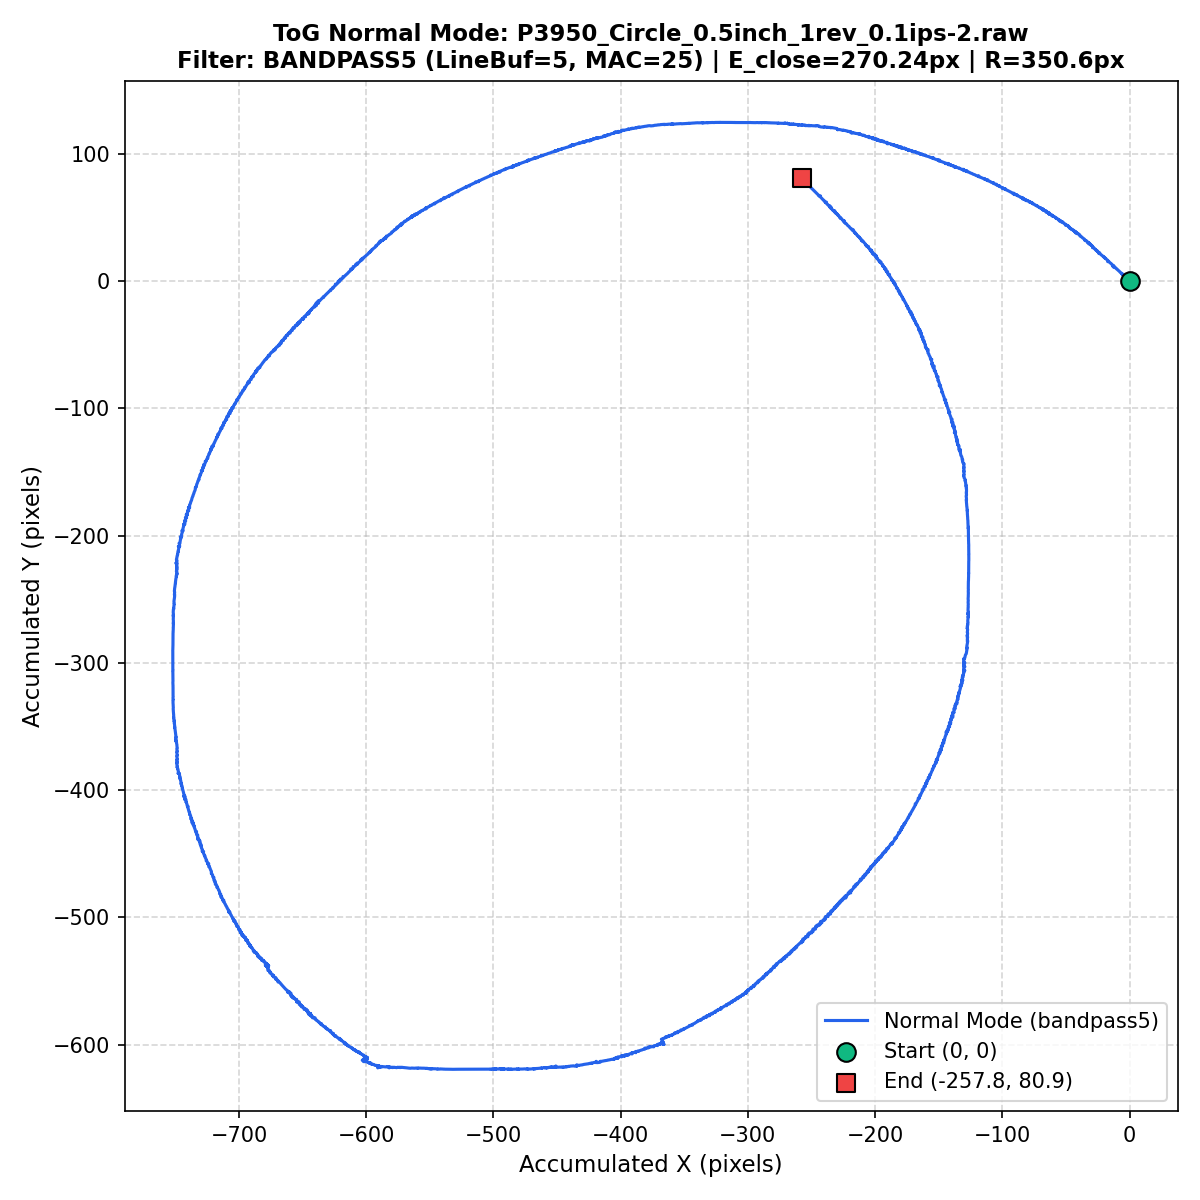 ToG Normal Mode: P3950_Circle_0.5inch_1rev_0.1ips-2.raw
Filter: BANDPASS5 (LineBuf=5, MAC=25) | E_close=270.24px | R=350.6px
Accumulated Y (pixels)
100
0
−100
−200
−300
−400
−500
−600
Normal Mode (bandpass5)
Start (0, 0)
End (-257.8, 80.9)
−700
−600
−500
−400
−300
−200
−100
0
Accumulated X (pixels)